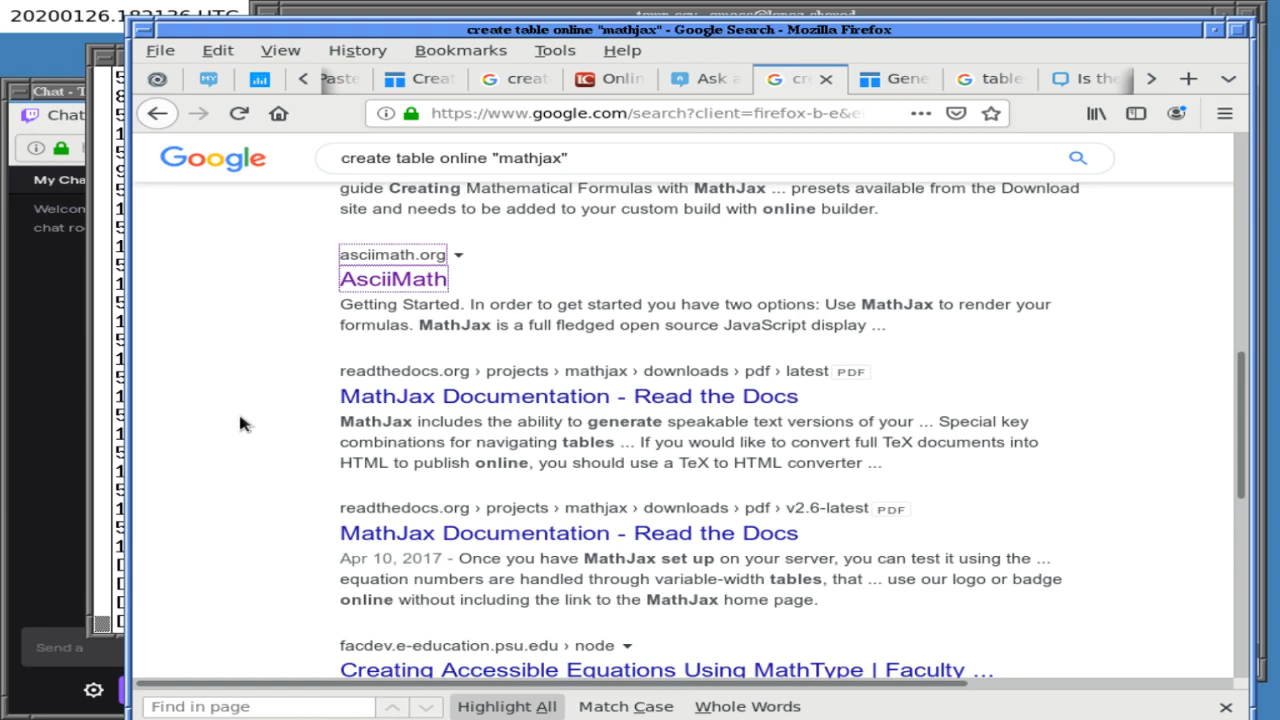 20200126.182136 UTC
create table online "mathjax" - Google Search - Mozilla Firefox
File Edit View History Bookmarks Tools Help
Paste Creat creat Onlin Ask a cr Gene table Is the
https://www.google.com/search?client=firefox-b-e&e
Chat - T
Chat
My Cha
Welcon
chat ro
Send a
Google
create table online "mathjax"
guide Creating Mathematical Formulas with MathJax ... presets available from the Download
site and needs to be added to your custom build with online builder.
asciimath.org
AsciiMath
Getting Started. In order to get started you have two options: Use MathJax to render your
formulas. MathJax is a full fledged open source JavaScript display ...
readthedocs.org › projects › mathjax › downloads › pdf › latest PDF
MathJax Documentation - Read the Docs
MathJax includes the ability to generate speakable text versions of your ... Special key
combinations for navigating tables ... If you would like to convert full TeX documents into
HTML to publish online, you should use a TeX to HTML converter ...
readthedocs.org › projects › mathjax › downloads › pdf › v2.6-latest PDF
MathJax Documentation - Read the Docs
Apr 10, 2017 - Once you have MathJax set up on your server, you can test it using the ...
equation numbers are handled through variable-width tables, that ... use our logo or badge
online without including the link to the MathJax home page.
facdev.e-education.psu.edu › node
Creating Accessible Equations Using MathType | Faculty ...
Find in page Highlight All Match Case Whole Words